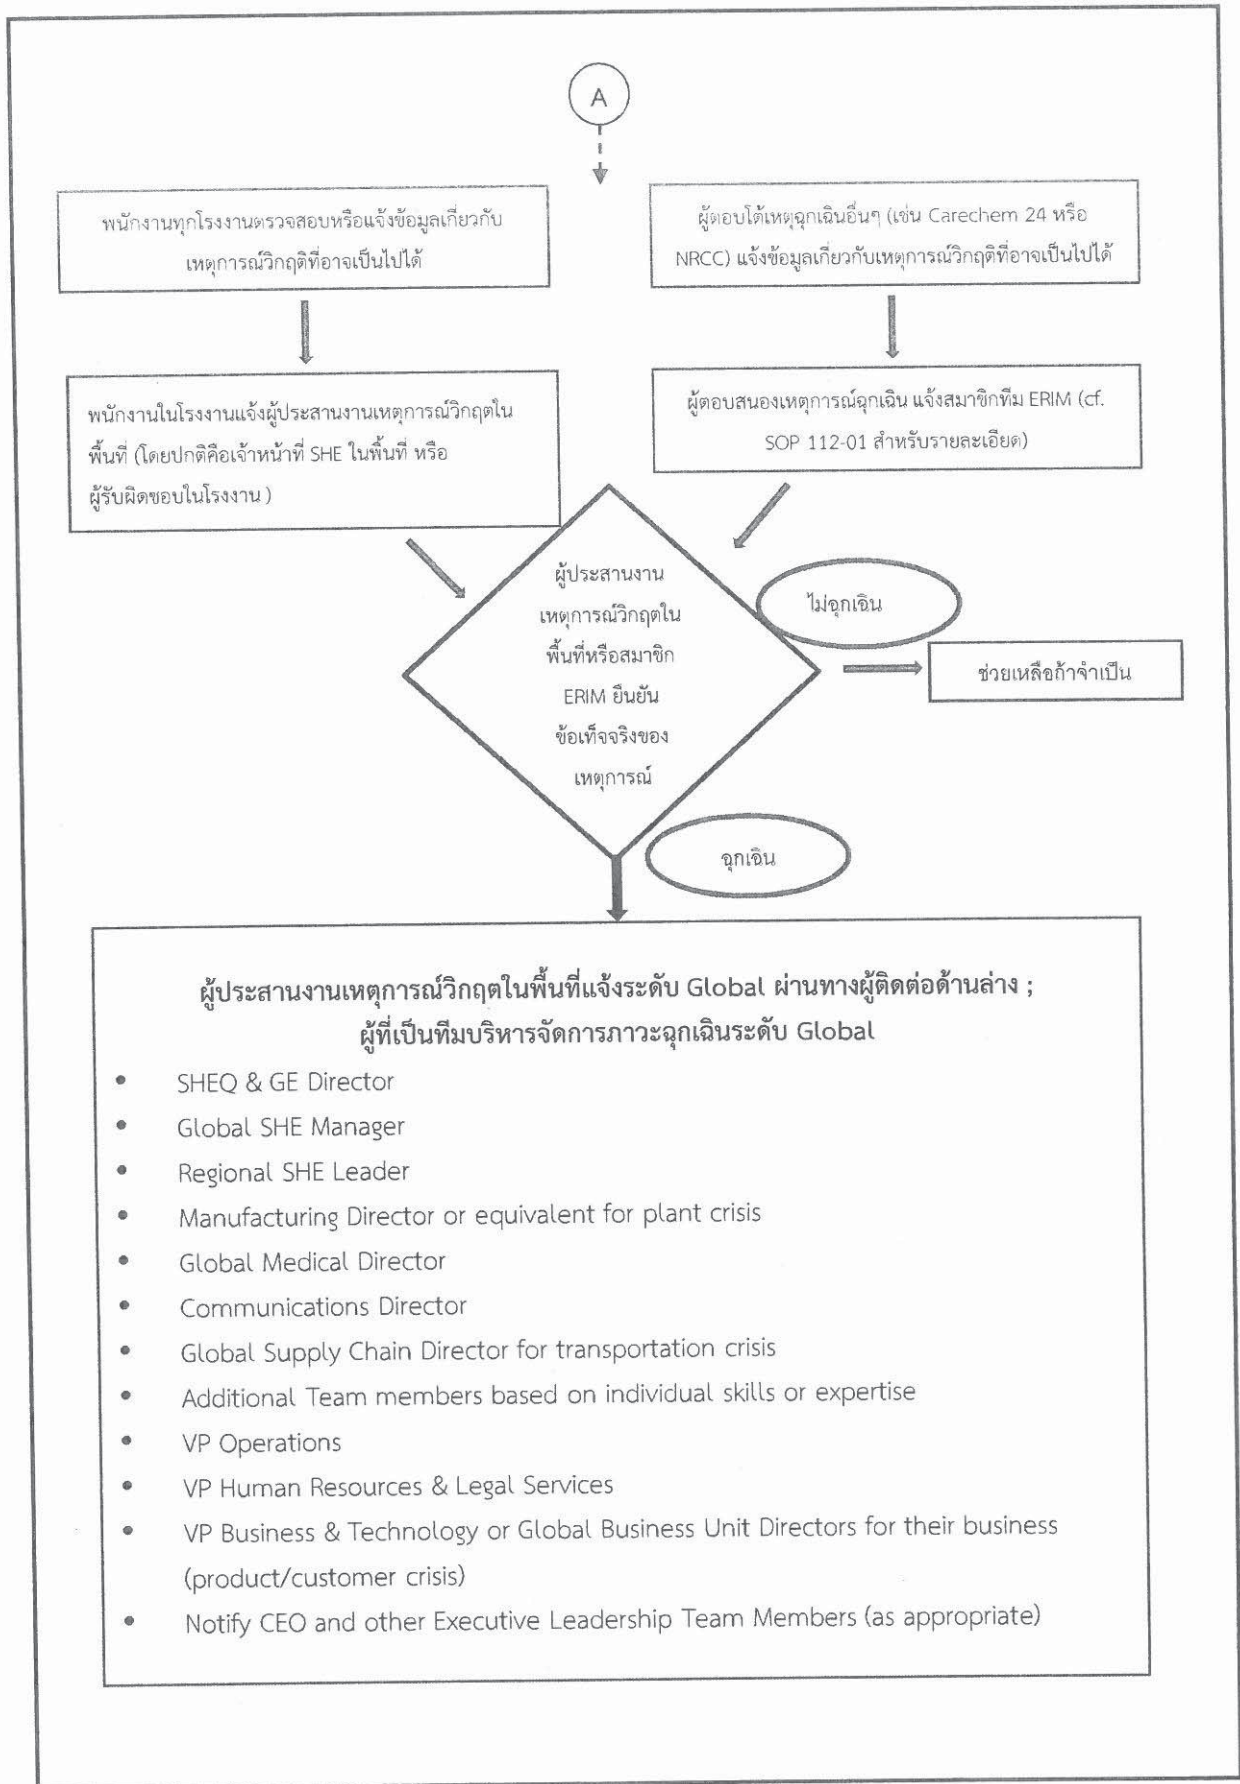 A
พนักงานทุกโรงงานตรวจสอบหรือแจ้งข้อมูลเกี่ยวกับ
เหตุการณ์วิกฤติที่อาจเป็นไปได้
ผู้ตอบโต้เหตุฉุกเฉินอื่นๆ (เช่น Carechem 24 หรือ
NRCC) แจ้งข้อมูลเกี่ยวกับเหตุการณ์วิกฤติที่อาจเป็นไปได้
พนักงานในโรงงานแจ้งผู้ประสานงานเหตุการณ์วิกฤตใน
พื้นที่ (โดยปกติคือเจ้าหน้าที่ SHE ในพื้นที่ หรือ
ผู้รับผิดชอบในโรงงาน )
ผู้ตอบสนองเหตุการณ์ฉุกเฉิน แจ้งสมาชิกทีม ERIM (cf.
SOP 112-01 สำหรับรายละเอียด)
ผู้ประสานงาน
เหตุการณ์วิกฤตใน
พื้นที่หรือสมาชิก
ERIM ยืนยัน
ข้อเท็จจริงของ
เหตุการณ์
ไม่ฉุกเฉิน
ช่วยเหลือถ้าจำเป็น
ฉุกเฉิน
ผู้ประสานงานเหตุการณ์วิกฤตในพื้นที่แจ้งระดับ Global ผ่านทางผู้ติดต่อด้านล่าง ;
ผู้ที่เป็นทีมบริหารจัดการภาวะฉุกเฉินระดับ Global
• SHEQ & GE Director
• Global SHE Manager
• Regional SHE Leader
• Manufacturing Director or equivalent for plant crisis
• Global Medical Director
• Communications Director
• Global Supply Chain Director for transportation crisis
• Additional Team members based on individual skills or expertise
• VP Operations
• VP Human Resources & Legal Services
• VP Business & Technology or Global Business Unit Directors for their business
(product/customer crisis)
• Notify CEO and other Executive Leadership Team Members (as appropriate)